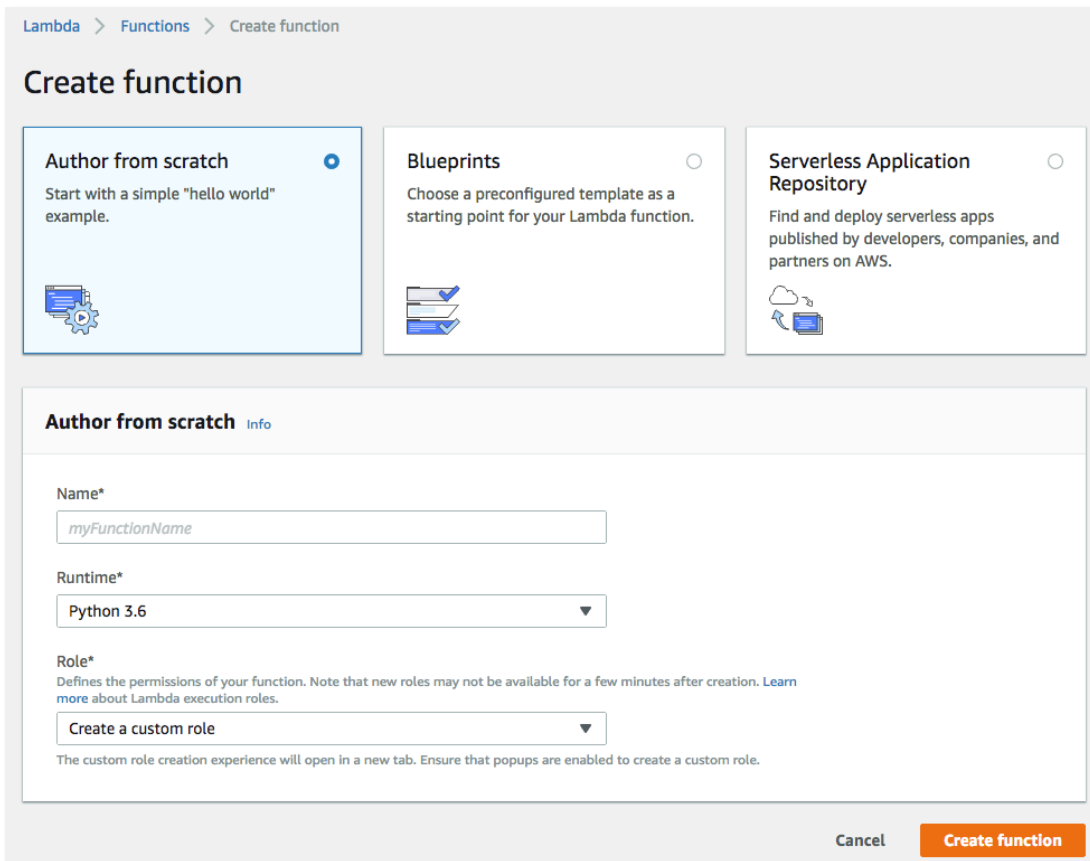 Lambda > Functions > Create function
Create function
Author from scratch
Start with a simple "hello world"
example.
Blueprints
Choose a preconfigured template as a
starting point for your Lambda function.
Serverless Application
Repository
Find and deploy serverless apps
published by developers, companies, and
partners on AWS.
Author from scratch Info
Name*
myFunctionName
Runtime*
Python 3.6
Role*
Defines the permissions of your function. Note that new roles may not be available for a few minutes after creation. Learn
more about Lambda execution roles.
Create a custom role
The custom role creation experience will open in a new tab. Ensure that popups are enabled to create a custom role.
Cancel Create function